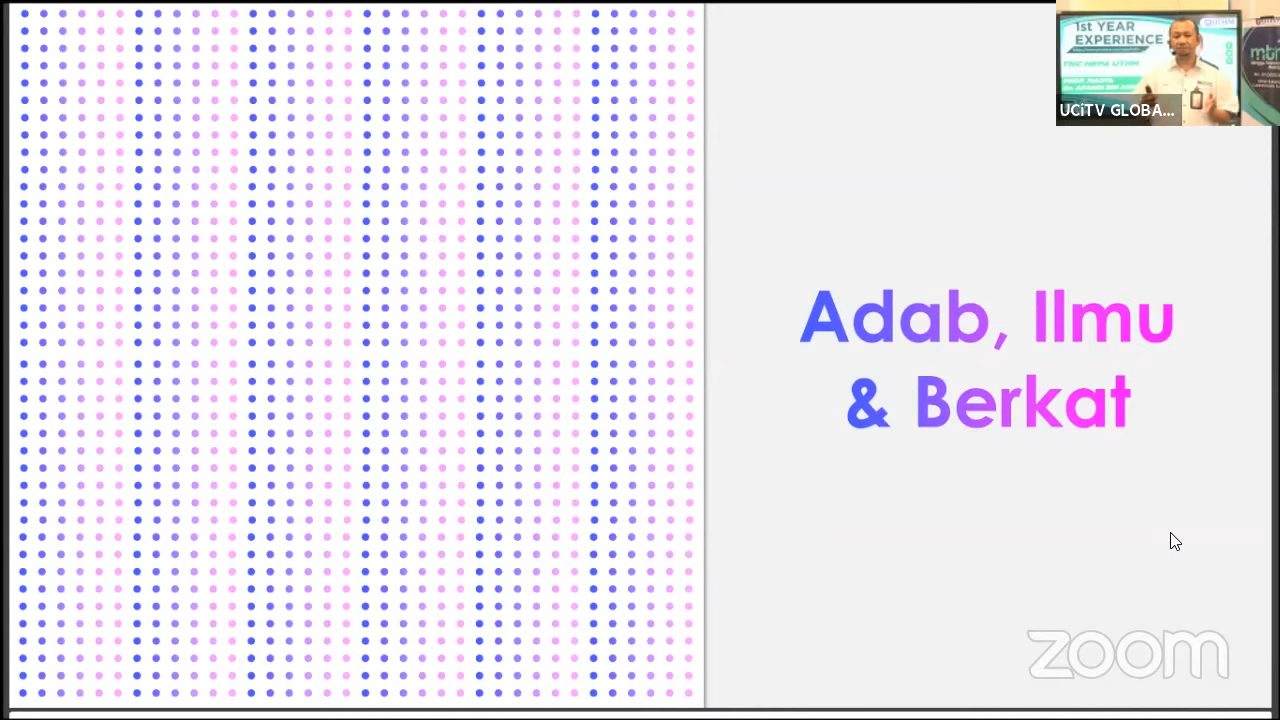 Adab, Ilmu
& Berkat
1st YEAR
EXPERIENCE
UCiTV GLOBA...
zoom